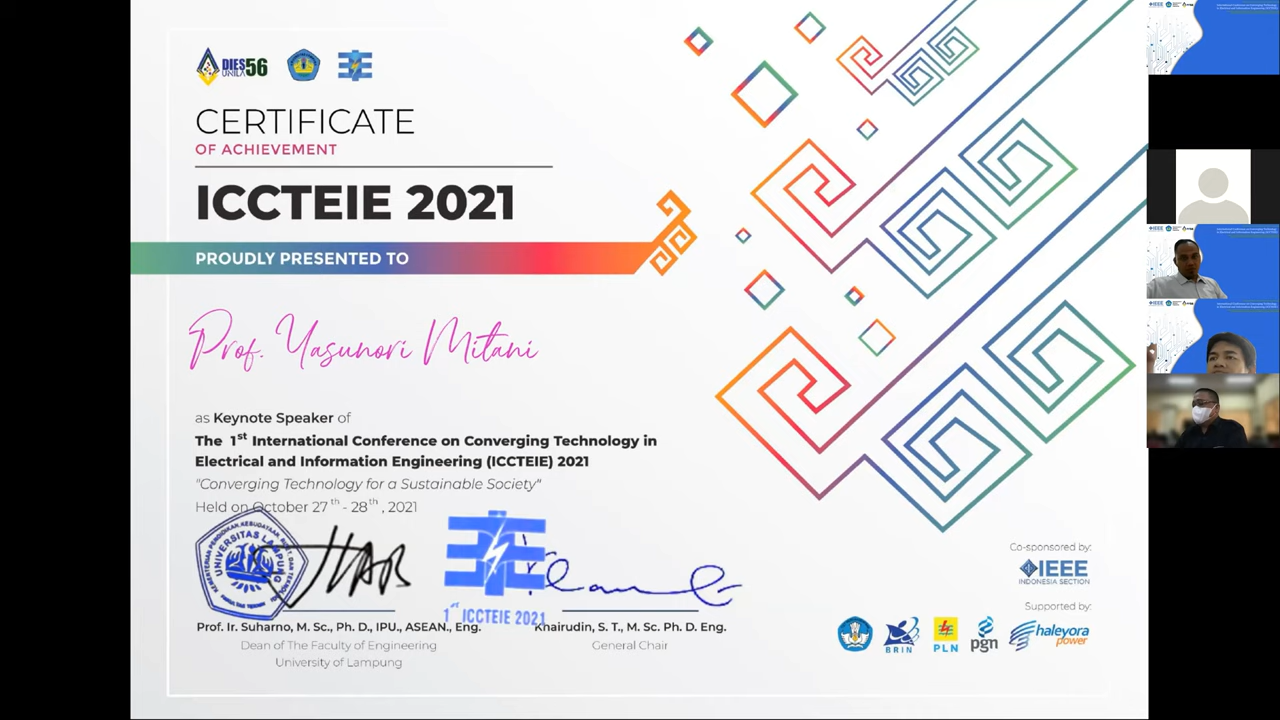 DIES 56
UNILA
CERTIFICATE
OF ACHIEVEMENT
ICCTEIE 2021
PROUDLY PRESENTED TO
Prof. Yasunori Mitani
as Keynote Speaker of
The 1st International Conference on Converging Technology in
Electrical and Information Engineering (ICCTEIE) 2021
"Converging Technology for a Sustainable Society"
Held on October 27th - 28th, 2021
UNIVERSITAS LAMPUNG
1st ICCTEIE 2021
Prof. Ir. Suharno, M. Sc., Ph. D., IPU., ASEAN., Eng.
Dean of The Faculty of Engineering
University of Lampung
Khairudin, S. T., M. Sc. Ph. D. Eng.
General Chair
Co-sponsored by:
IEEE
INDONESIA SECTION
Supported by:
BRIN
PLN
pgn
haleyora
power
IEEE
IEEE
IEEE